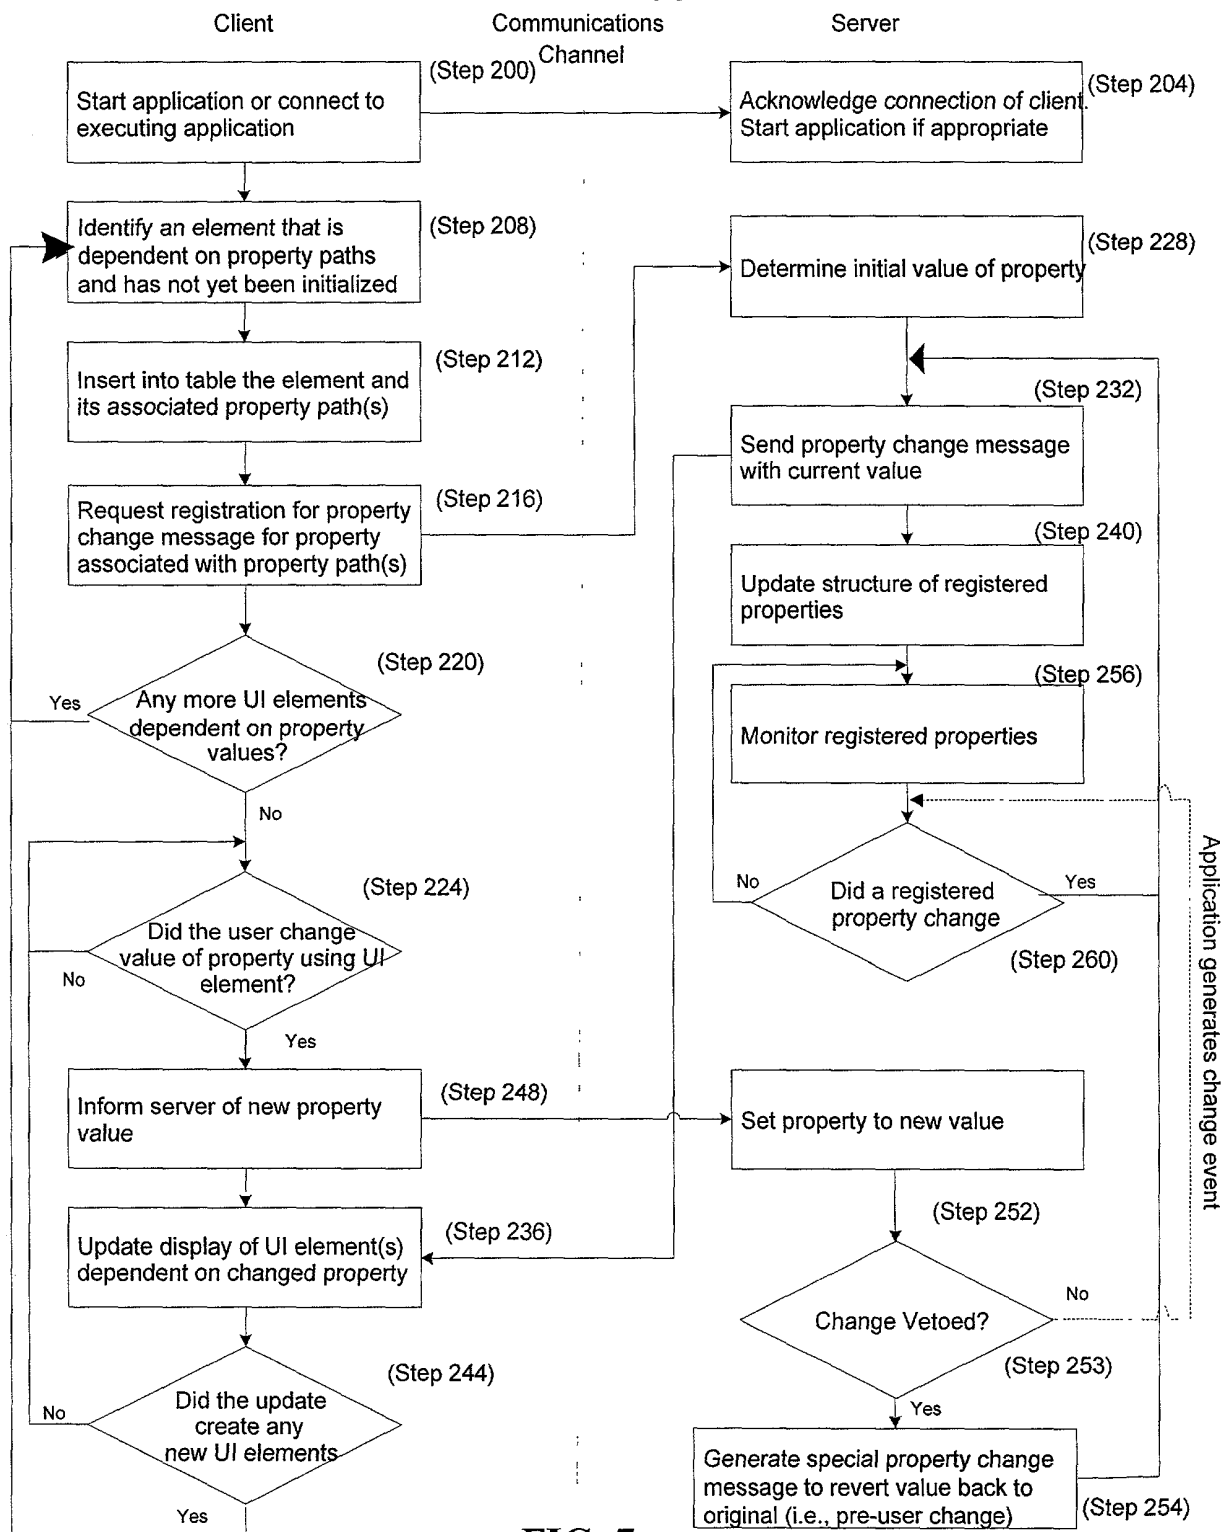 Client
Communications
Channel
Server
(Step 200)
Start application or connect to
executing application
(Step 204)
Acknowledge connection of client.
Start application if appropriate
(Step 208)
Identify an element that is
dependent on property paths
and has not yet been initialized
(Step 228)
Determine initial value of property
(Step 212)
Insert into table the element and
its associated property path(s)
(Step 232)
Send property change message
with current value
(Step 216)
Request registration for property
change message for property
associated with property path(s)
(Step 240)
Update structure of registered
properties
(Step 220)
Any more UI elements
dependent on property
values?
Yes
No
(Step 256)
Monitor registered properties
(Step 224)
Did the user change
value of property using UI
element?
No
Yes
Did a registered
property change
No
Yes
(Step 260)
Application generates change event
(Step 248)
Inform server of new property
value
Set property to new value
(Step 252)
(Step 236)
Update display of UI element(s)
dependent on changed property
Change Vetoed?
No
(Step 253)
Yes
(Step 244)
Did the update
create any
new UI elements
No
Yes
Generate special property change
message to revert value back to
original (i.e., pre-user change)
(Step 254)